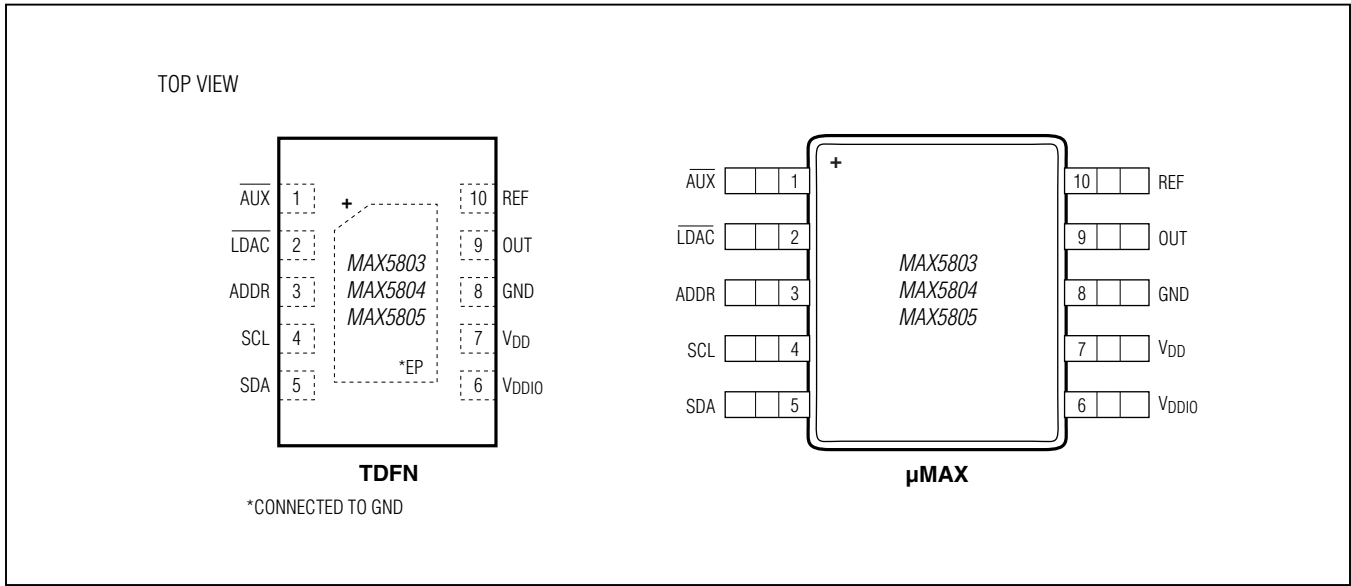 TOP VIEW
AUX 1
LDAC 2
ADDR 3
SCL 4
SDA 5
+
MAX5803
MAX5804
MAX5805
*EP
10 REF
9 OUT
8 GND
7 VDD
6 VDDIO
TDFN
*CONNECTED TO GND
AUX 1
LDAC 2
ADDR 3
SCL 4
SDA 5
+
MAX5803
MAX5804
MAX5805
10 REF
9 OUT
8 GND
7 VDD
6 VDDIO
µMAX